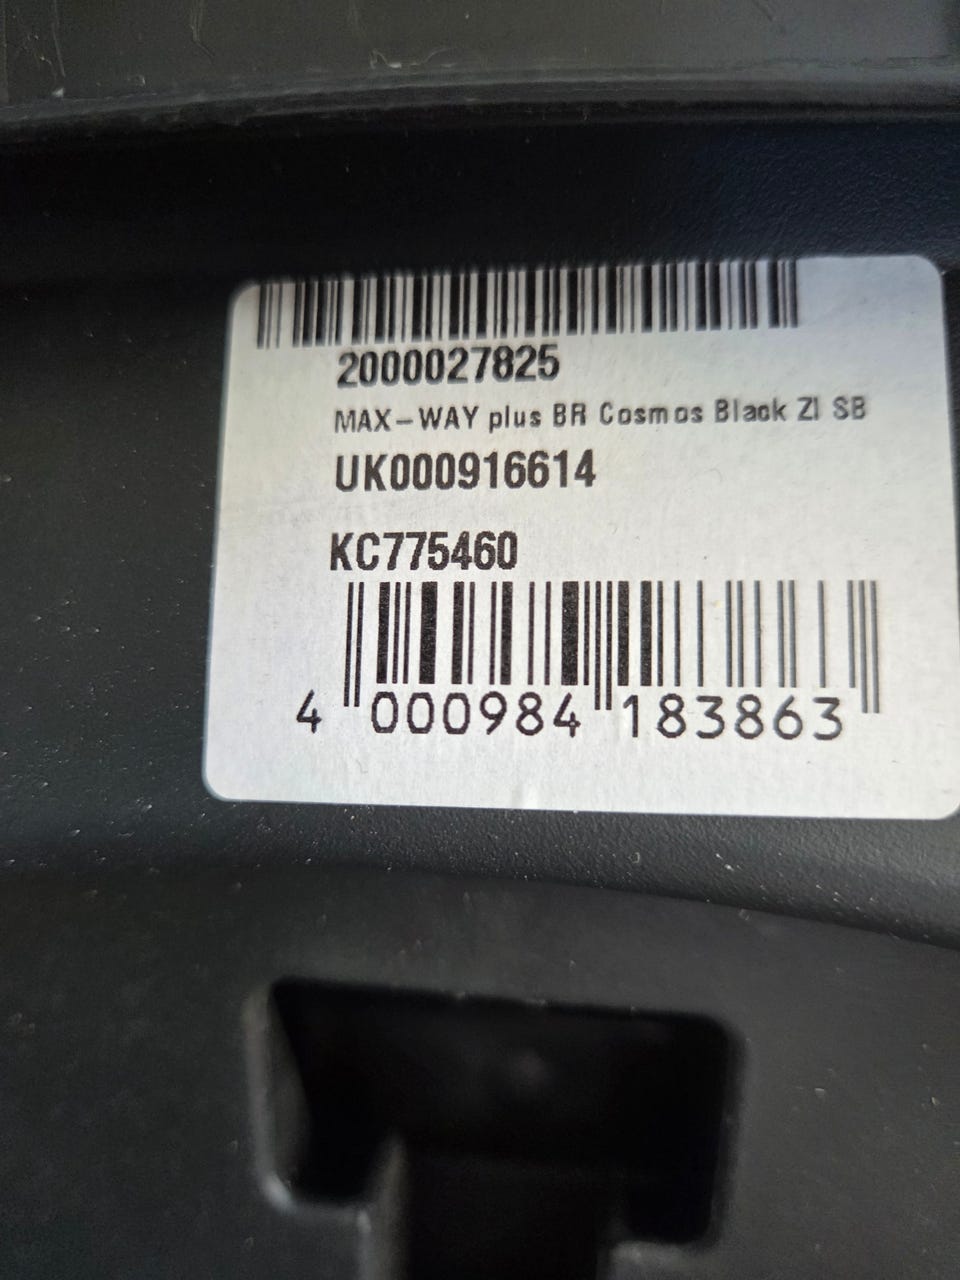 2000027825
MAX-WAY plus BR Cosmos Black ZI SB
UK000916614
KC775460
4 000984 183863